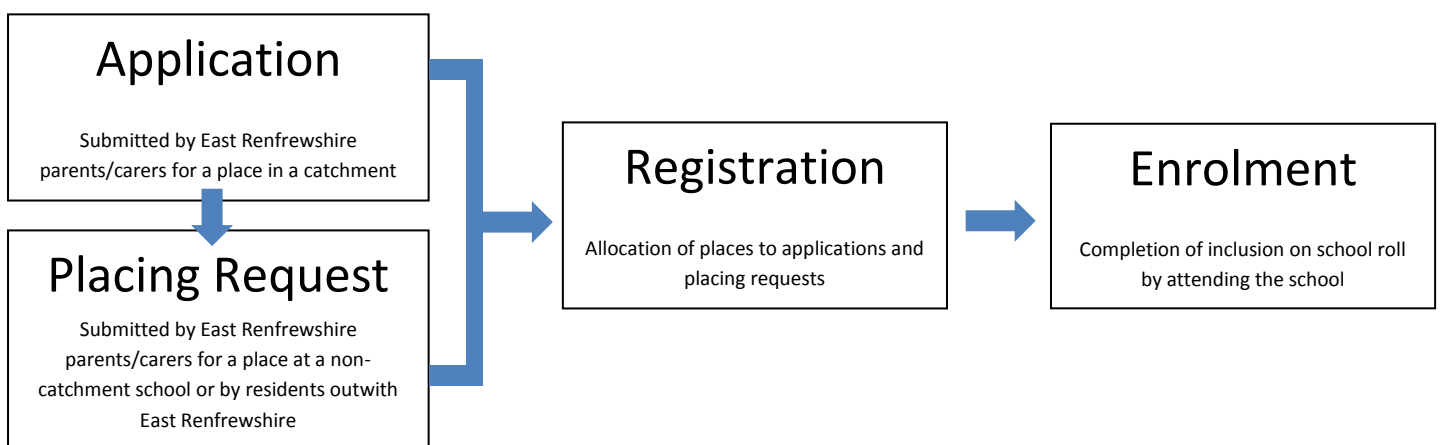 Application
Submitted by East Renfrewshire
parents/carers for a place in a catchment
Placing Request
Submitted by East Renfrewshire
parents/carers for a place at a non-
catchment school or by residents outwith
East Renfrewshire
Registration
Allocation of places to applications and
placing requests
Enrolment
Completion of inclusion on school roll
by attending the school